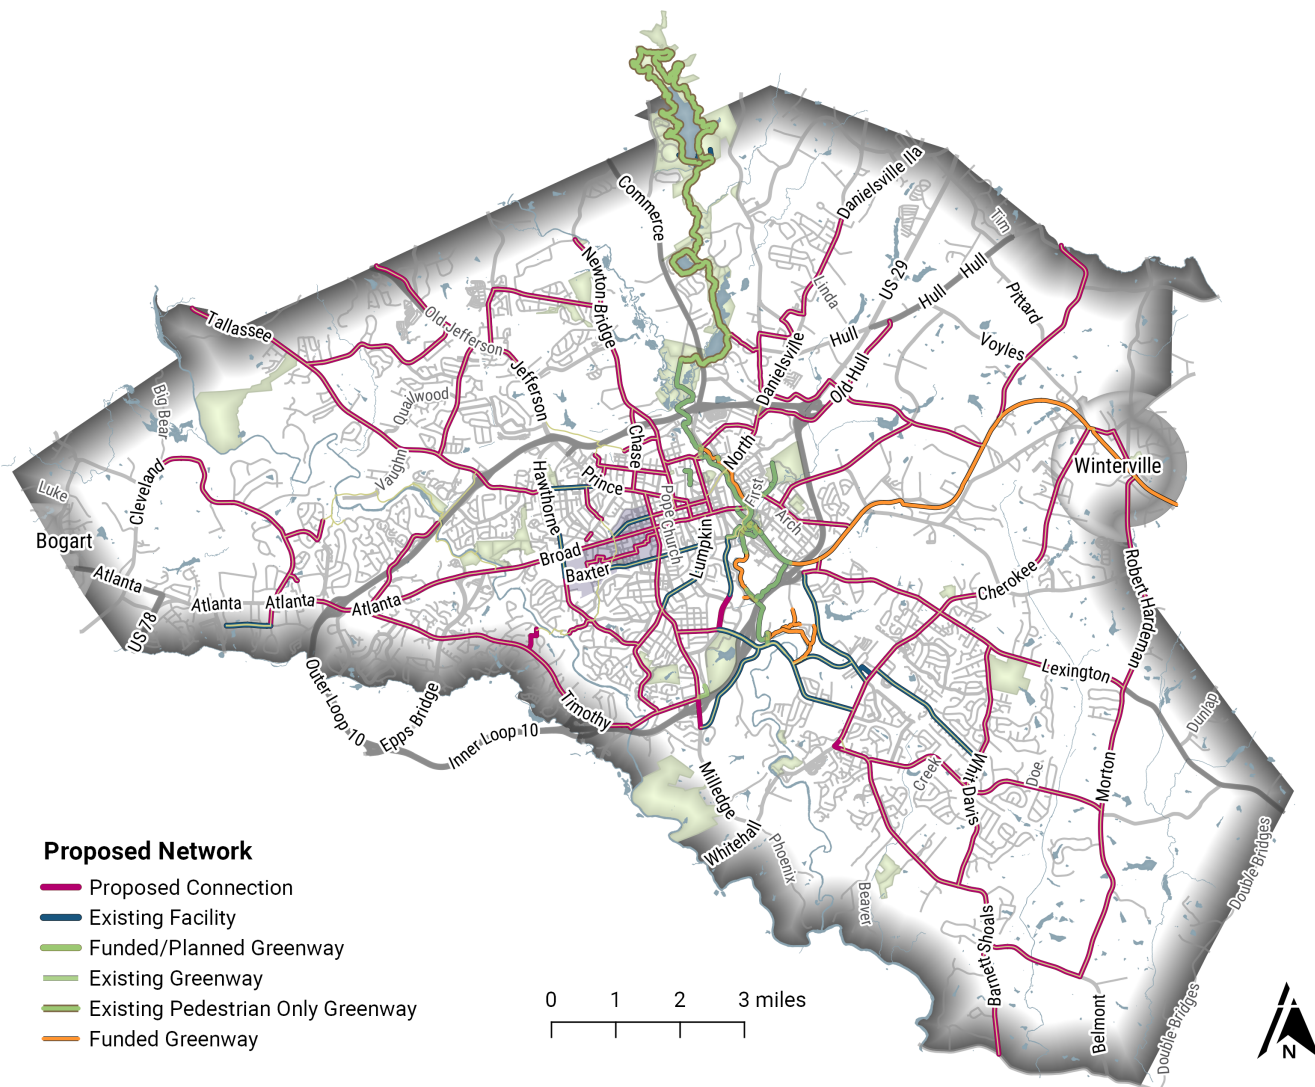 Commerce
Danielsville Ila
Tim
Newton Bridge
US 29
Hull
Hull
Linda
Pittard
Tallassee
Old Jefferson
Hull
Voyles
Jefferson
Danielsville
Old Hull
Big Bear
Quailwood
Chase
North
Winterville
Vaughn
Luke
Cleveland
Hawthorne
Prince
First
Pope
Church
Arch
Bogart
Lumpkin
Broad
Baxter
Atlanta
Atlanta
Atlanta
Atlanta
Cherokee
Robert Hardeman
US 78
Lexington
Outer Loop 10
Epps Bridge
Timothy
Inner Loop 10
Dunlap
Milledge
Creek
Whit Davis
Doe
Morton
Whitehall
Phoenix
Beaver
Double Bridges
Barnett Shoals
Belmont
Double Bridges
Proposed Network
Proposed Connection
Existing Facility
Funded/Planned Greenway
Existing Greenway
Existing Pedestrian Only Greenway
Funded Greenway
0 1 2 3 miles
N